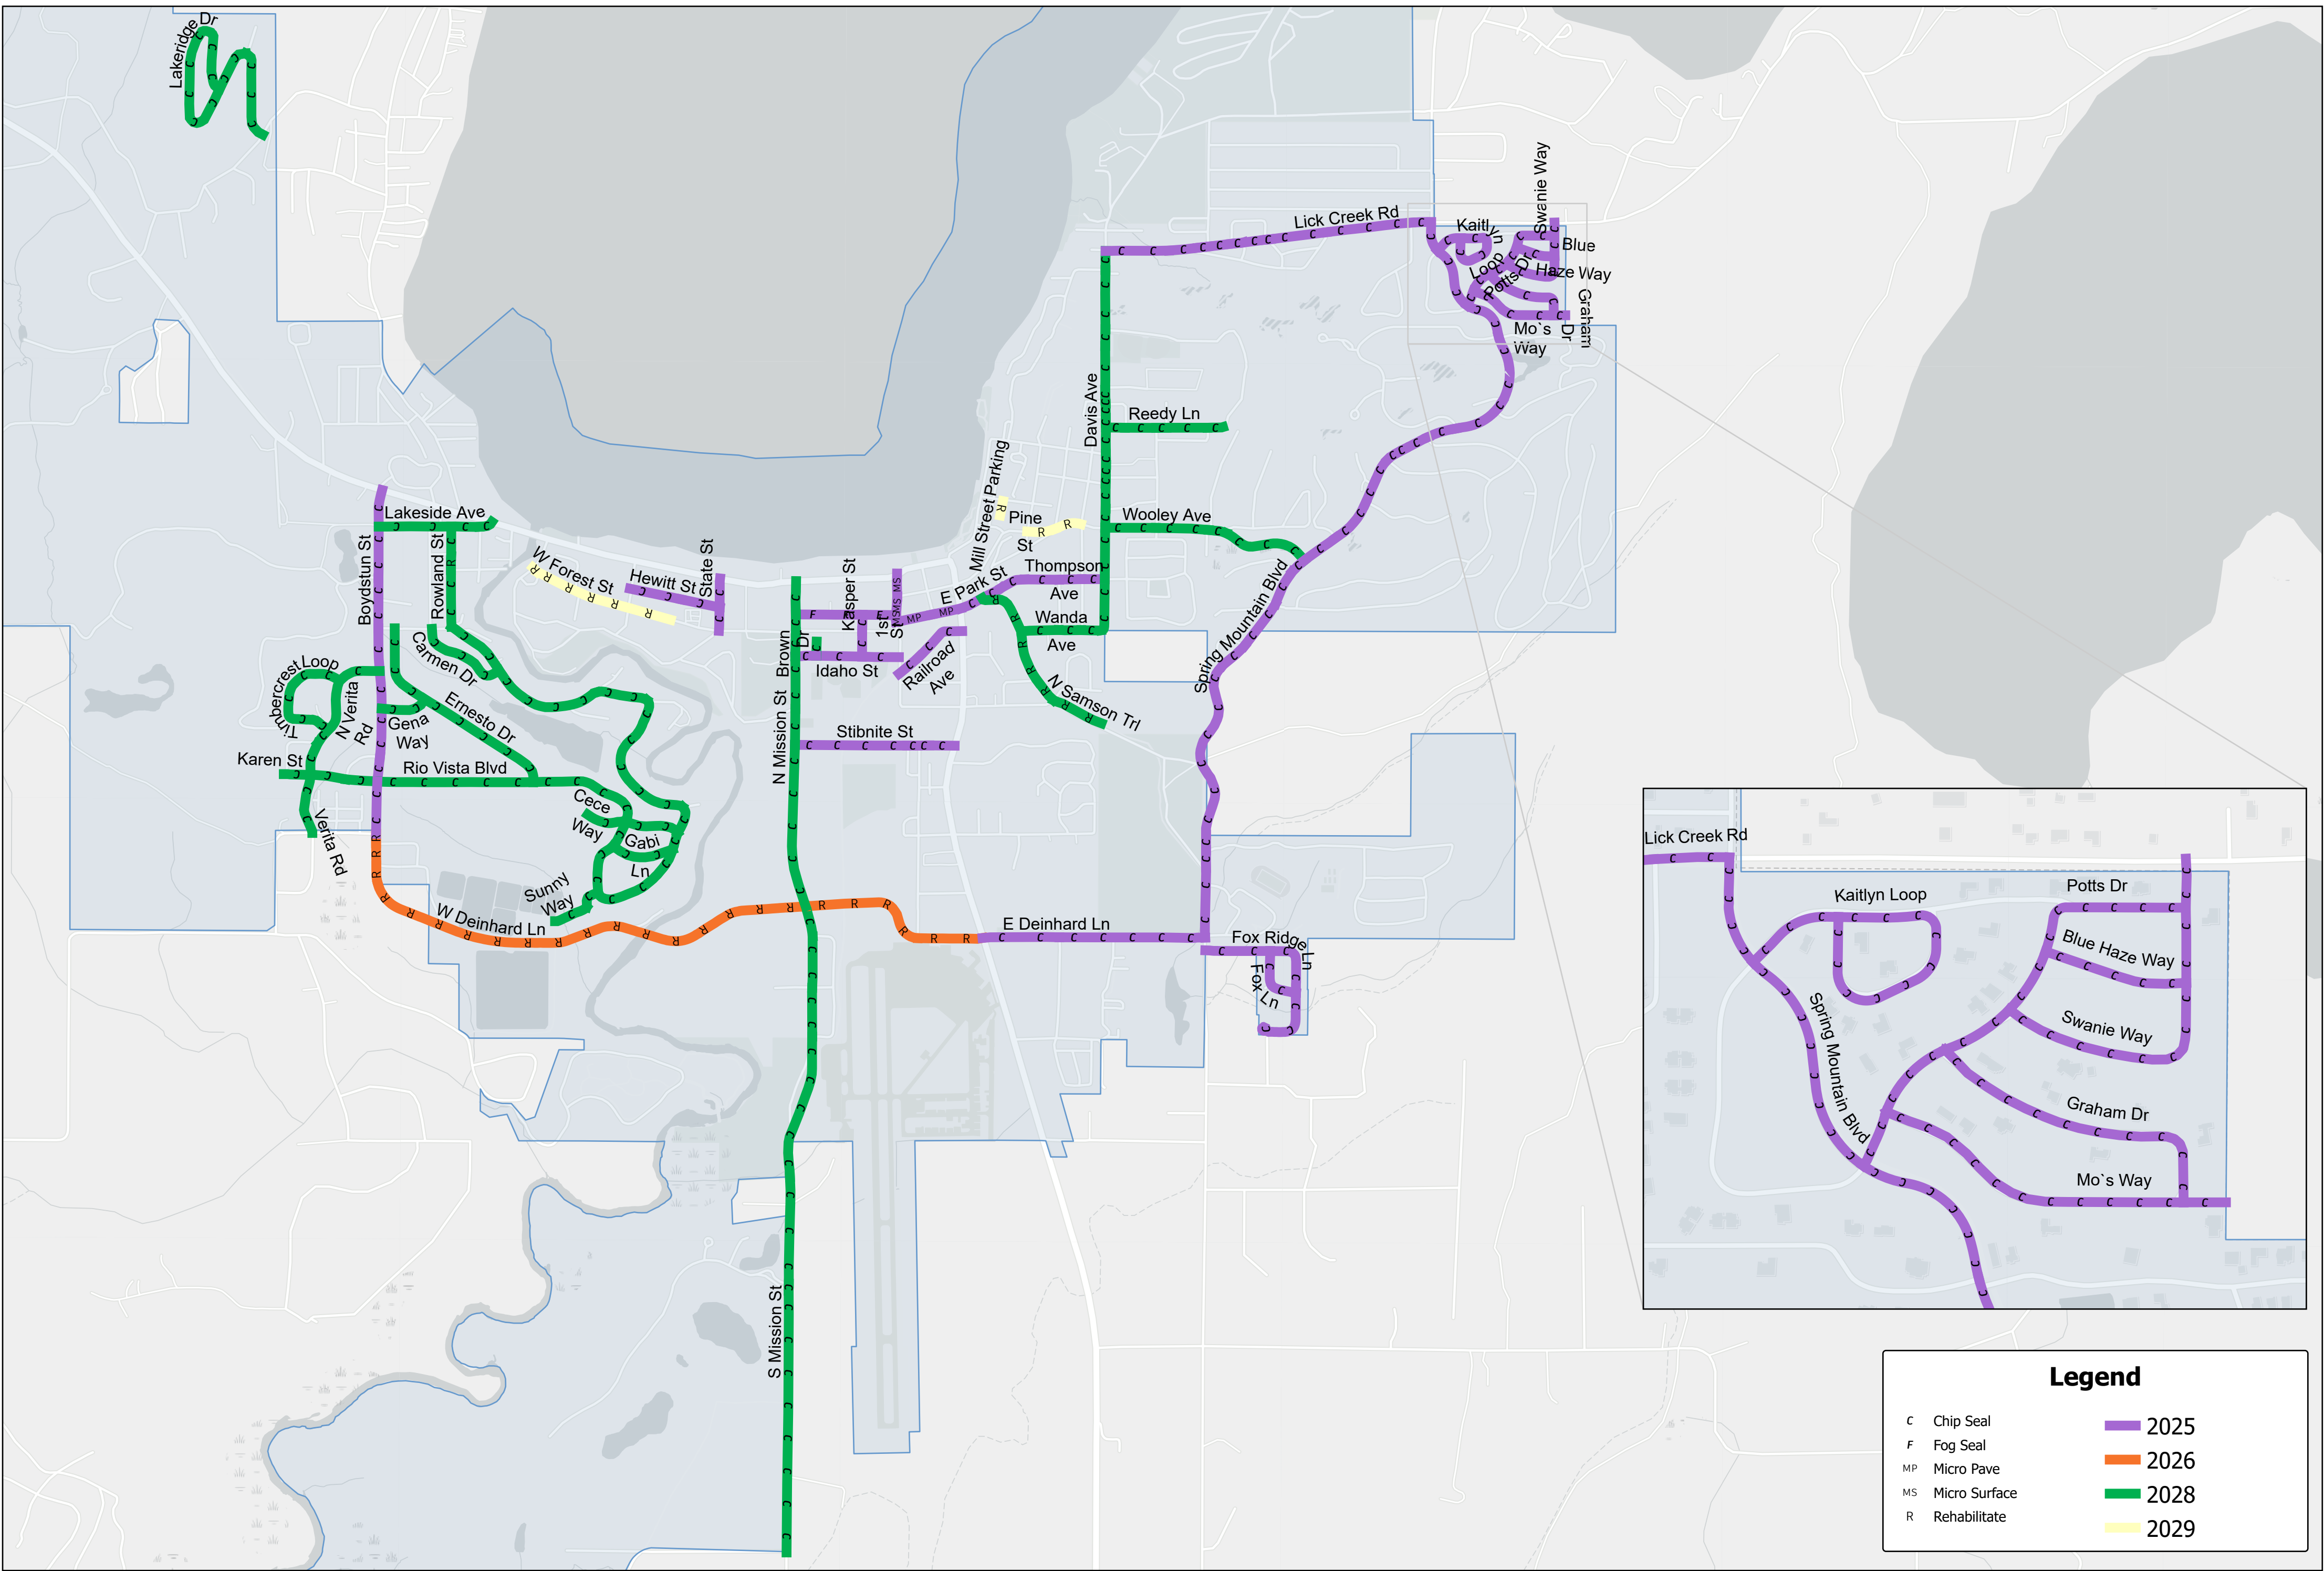 Lakeridge Dr
Swanie Way
Lick Creek Rd
Kaitlyn
Loop
Blue
Haze Way
Potts Dr
Graham
Dr
Mo`s
Way
Davis Ave
Reedy Ln
Mill Street Parking
Lakeside Ave
Pine
St
Wooley Ave
Boydstun St
Rowland St
W Forest St
Hewitt St
State St
Kasper St
1st
St
E Park St
Thompson
Ave
Wanda
Ave
Spring Mountain Blvd
Carmen Dr
Brown
Dr
Idaho St
Railroad
Ave
N Samson Trl
Timbercrest Loop
N Verita
Rd
Gena
Way
Ernesto Dr
N Mission St
Stibnite St
Karen St
Rio Vista Blvd
Cece
Way
Gabi
Ln
Verita Rd
Sunny
Way
W Deinhard Ln
E Deinhard Ln
Fox Ridge Ln
Fox
Ln
S Mission St
Lick Creek Rd
Kaitlyn Loop
Potts Dr
Blue Haze Way
Spring Mountain Blvd
Swanie Way
Graham Dr
Mo`s Way
Legend
C Chip Seal
F Fog Seal
MP Micro Pave
MS Micro Surface
R Rehabilitate
2025
2026
2028
2029